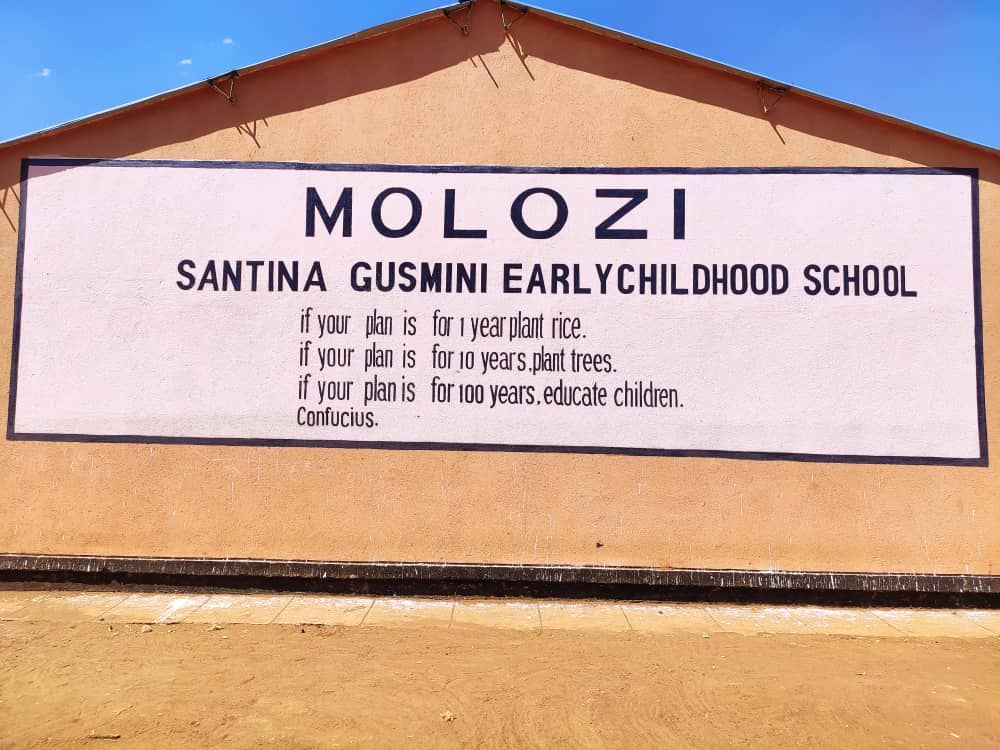 MOLOZI
SANTINA GUSMINI EARLYCHILDHOOD SCHOOL
if your plan is for 1 year plant rice.
if your plan is for 10 years,plant trees.
if your plan is for 100 years, educate children.
Confucius.